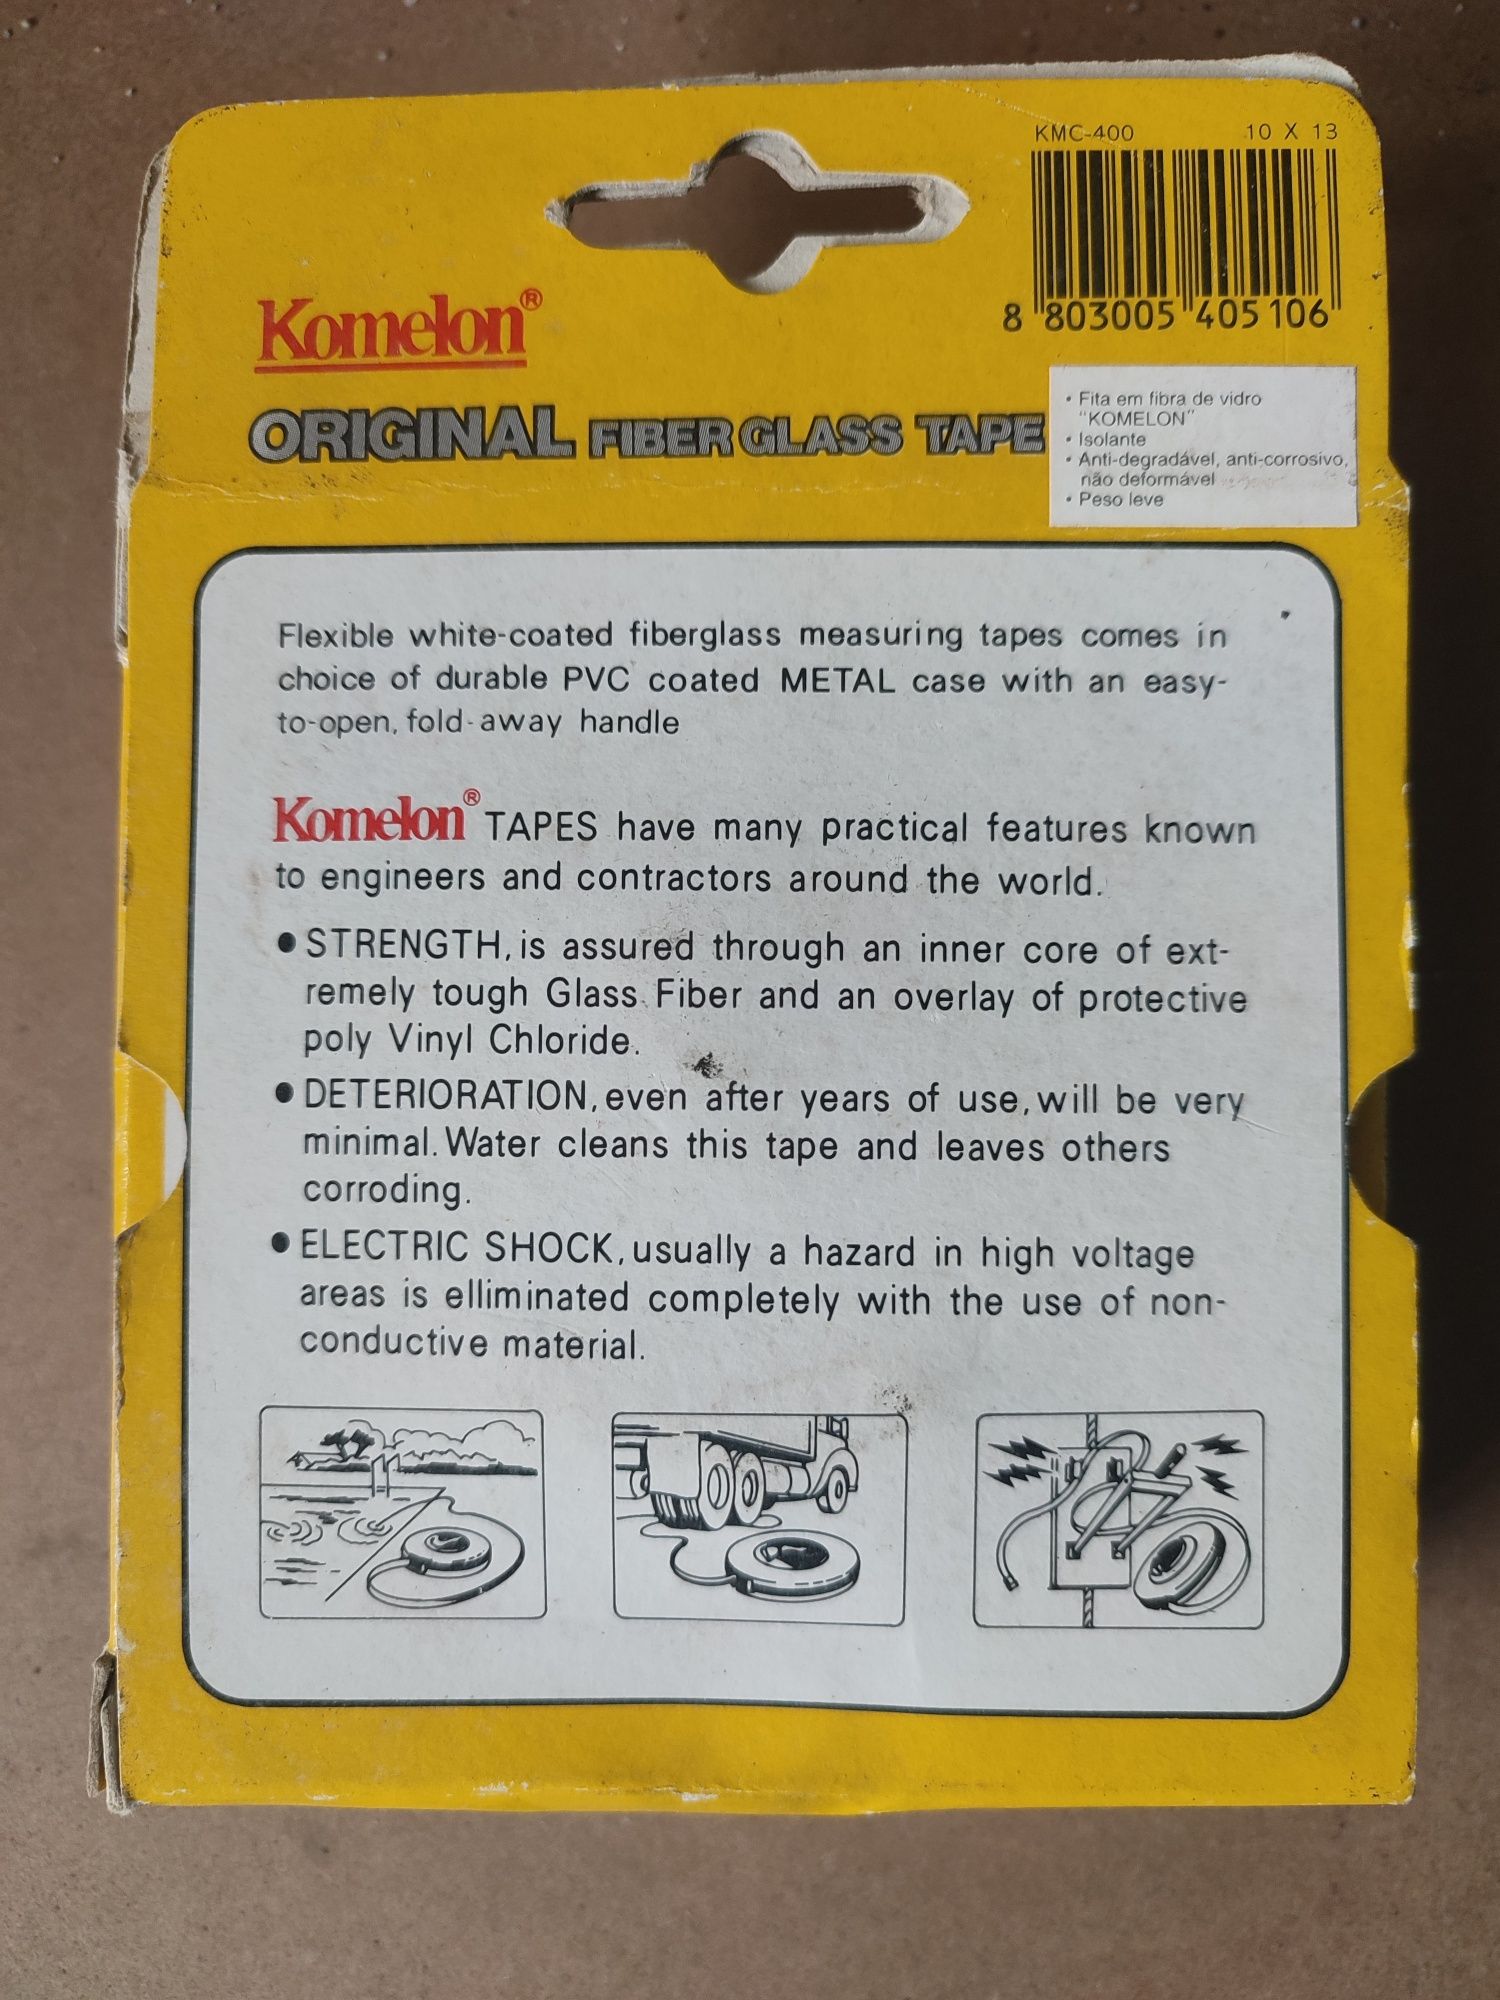 KMC-400 10 X 13
8 803005 405106
Komelon®
ORIGINAL FIBER GLASS TAPE
• Fita em fibra de vidro
"KOMELON"
• Isolante
• Anti-degradável, anti-corrosivo,
não deformável
• Peso leve
Flexible white-coated fiberglass measuring tapes comes in
choice of durable PVC coated METAL case with an easy-
to-open, fold-away handle
Komelon® TAPES have many practical features known
to engineers and contractors around the world.
● STRENGTH, is assured through an inner core of ext-
remely tough Glass Fiber and an overlay of protective
poly Vinyl Chloride.
● DETERIORATION, even after years of use, will be very
minimal. Water cleans this tape and leaves others
corroding.
● ELECTRIC SHOCK, usually a hazard in high voltage
areas is elliminated completely with the use of non-
conductive material.